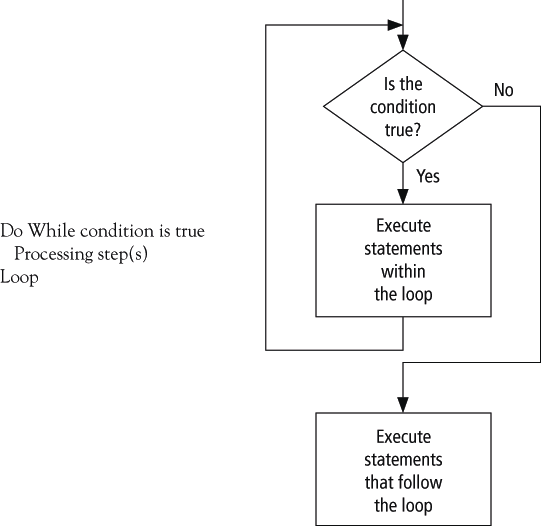 Do While condition is true
Processing step(s)
Loop
Is the
condition
true?
No
Yes
Execute
statements
within
the loop
Execute
statements
that follow
the loop